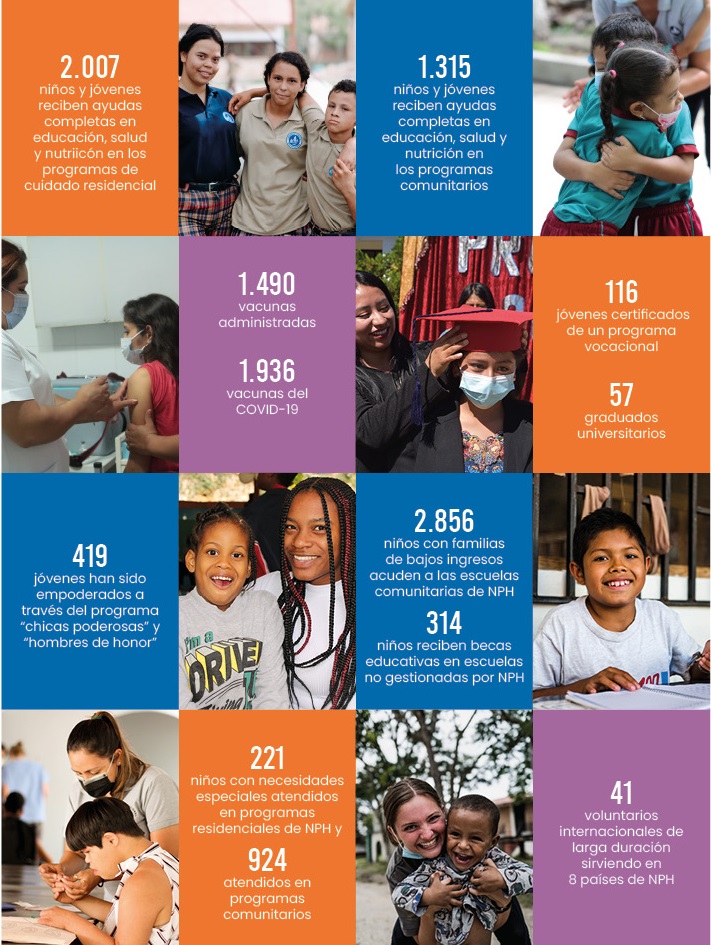 2.007
niños y jóvenes
reciben ayudas
completas en
educación, salud
y nutriicón en los
programas de
cuidado residencial
1.315
niños y jóvenes
reciben ayudas
completas en
educación, salud y
nutrición en
los programas
comunitarios
1.490
vacunas
administradas
1.936
vacunas del
COVID-19
PR
116
jóvenes certificados
de un programa
vocacional
57
graduados
universitarios
419
jóvenes han sido
empoderados a
través del programa
“chicas poderosas” y
“hombres de honor”
I'm a
DRIVE
2.856
niños con familias
de bajos ingresos
acuden a las escuelas
comunitarias de NPH
314
niños reciben becas
educativas en escuelas
no gestionadas por NPH
221
niños con necesidades
especiales atendidos
en programas
residenciales de NPH y
924
atendidos en
programas
comunitarios
41
voluntarios
internacionales de
larga duración
sirviendo en
8 países de NPH